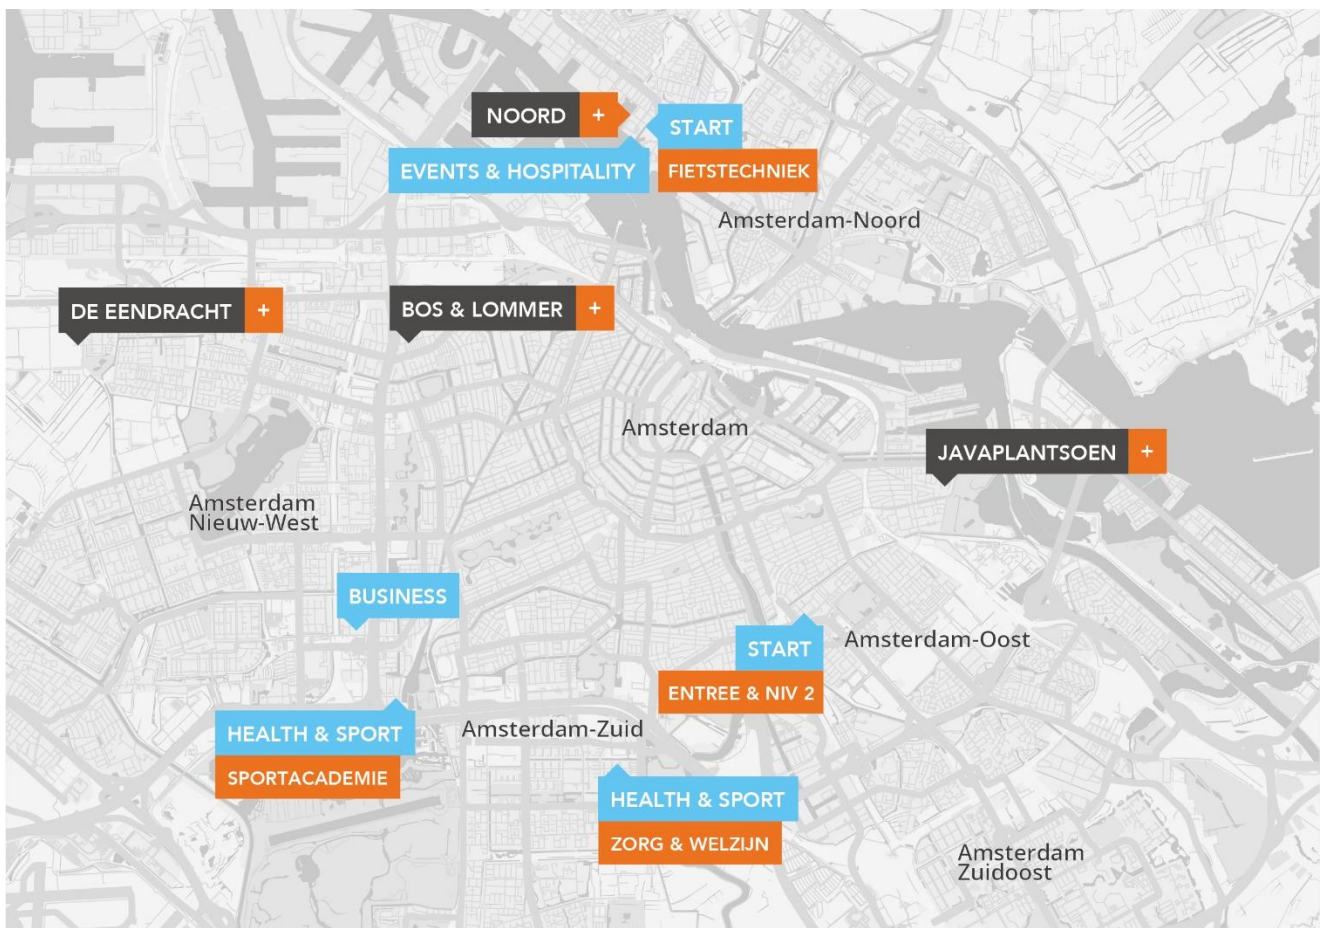 NOORD +
START
EVENTS & HOSPITALITY
FIETSTECHNIEK
Amsterdam-Noord
DE EENDRACHT +
BOS & LOMMER +
Amsterdam
JAVAPLANTSOEN +
Amsterdam
Nieuw-West
BUSINESS
START
ENTREE & NIV 2
Amsterdam-Oost
HEALTH & SPORT
SPORTACADEMIE
Amsterdam-Zuid
HEALTH & SPORT
ZORG & WELZIJN
Amsterdam
Zuidoost